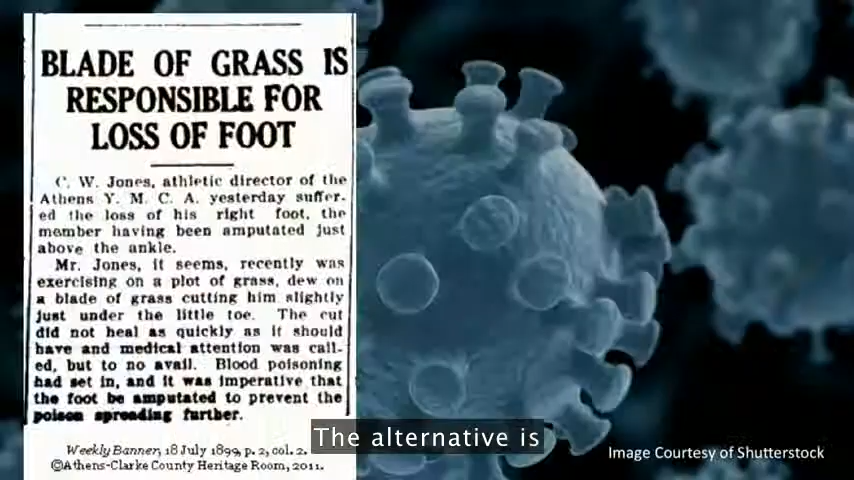 BLADE OF GRASS IS
RESPONSIBLE FOR
LOSS OF FOOT
C. W. Jones, athletic director of the
Athens Y. M. C. A. yesterday suffer-
ed the loss of his right foot, the
member having been amputated just
above the ankle.
Mr. Jones, it seems, recently was
exercising on a plot of grass, dew on
a blade of grass cutting him slightly
just under the little toe. The cut
did not heal as quickly as it should
have and medical attention was call-
ed, but to no avail. Blood poisoning
had set in, and it was imperative that
the foot be amputated to prevent the
poison spreading further.
Weekly Banner, 18 July 1899, p. 2, col. 2.
©Athens-Clarke County Heritage Room, 2011.
The alternative is
Image Courtesy of Shutterstock